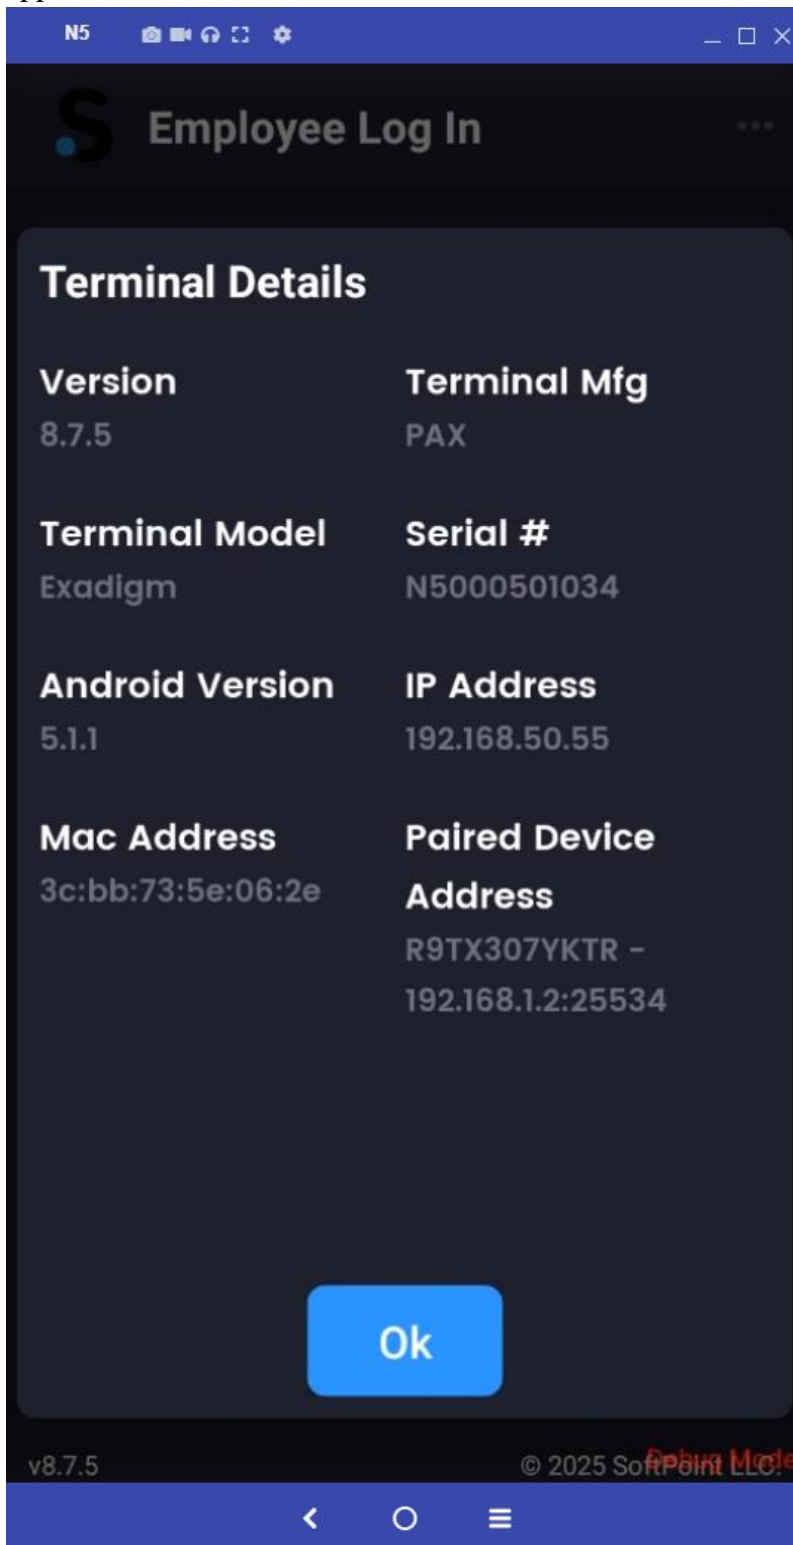 N5
S Employee Log In
Terminal Details
Version
8.7.5
Terminal Mfg
PAX
Terminal Model
Exadigm
Serial #
N5000501034
Android Version
5.1.1
IP Address
192.168.50.55
Mac Address
3c:bb:73:5e:06:2e
Paired Device
Address
R9TX307YKTR -
192.168.1.2:25534
Ok
v8.7.5
© 2025 SoftPoint LLC.
Debug Mode